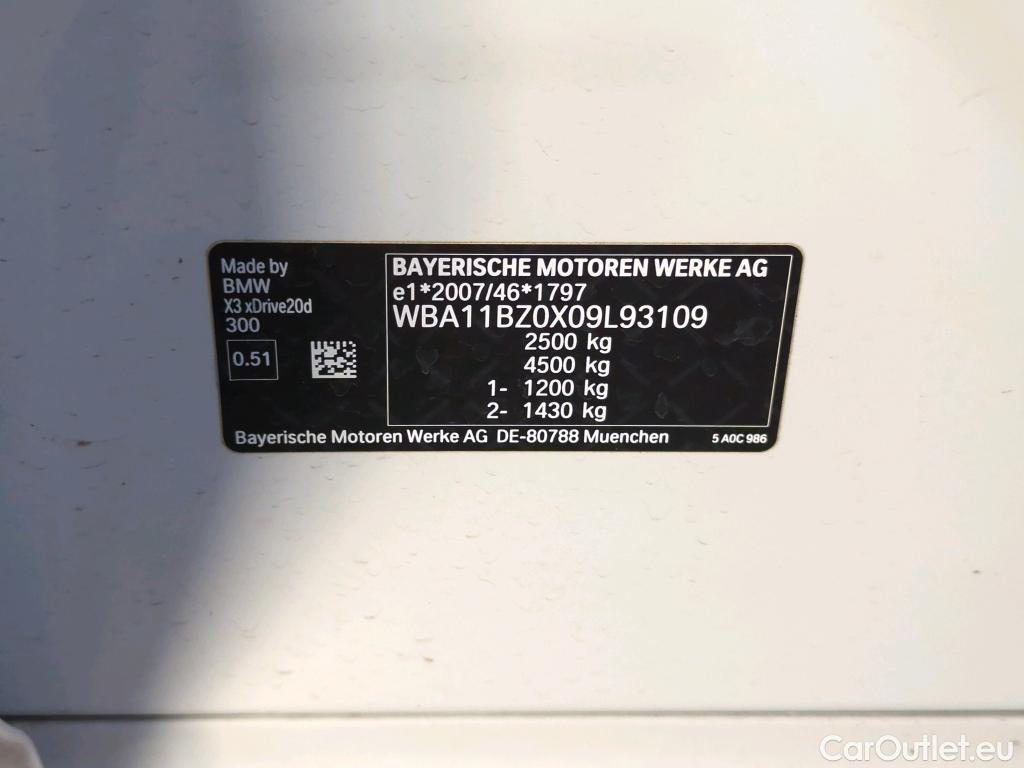 Made by
BMW
X3 xDrive20d
300
0.51
BAYERISCHE MOTOREN WERKE AG
e1*2007/46*1797
WBA11BZ0X09L93109
2500 kg
4500 kg
1- 1200 kg
2- 1430 kg
Bayerische Motoren Werke AG DE-80788 Muenchen
5 A0C 986
CarOutlet.eu